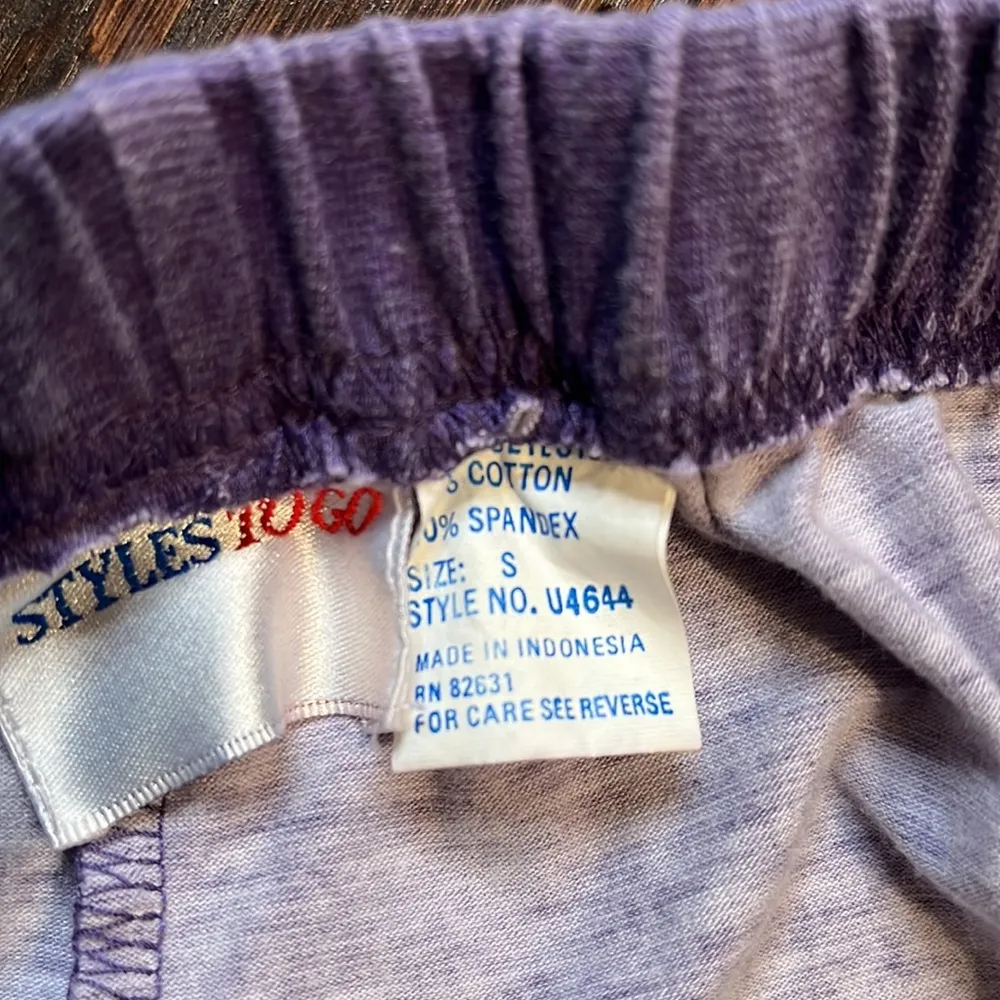 STYLES TO GO
COTTON
% SPANDEX
SIZE: S
STYLE NO. U4644
MADE IN INDONESIA
RN 82631
FOR CARE SEE REVERSE